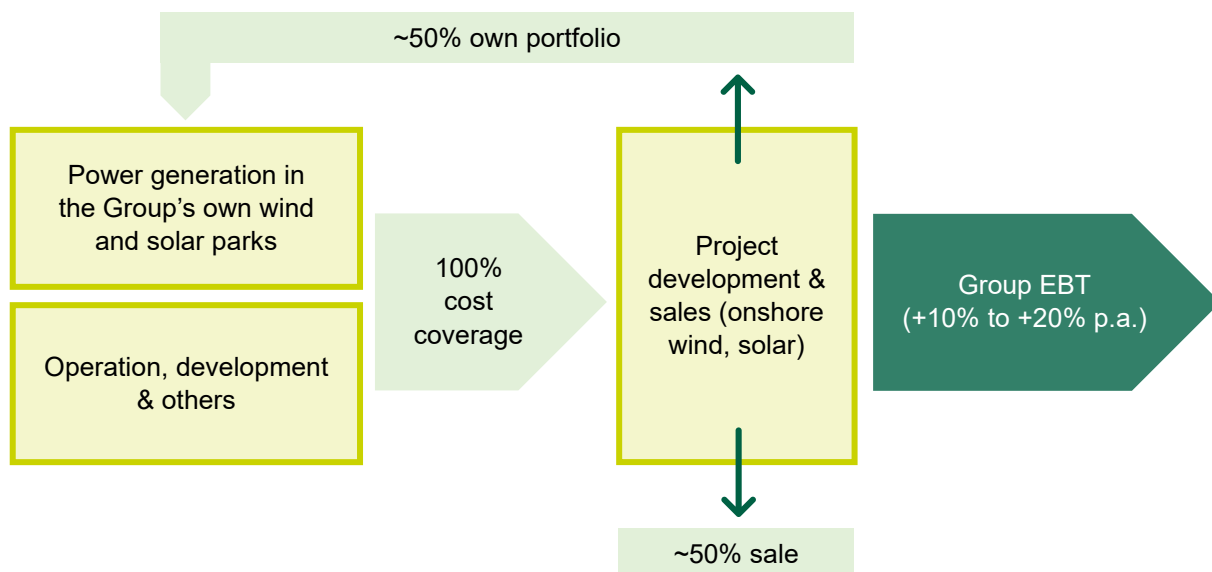 ~50% own portfolio
Power generation in
the Group’s own wind
and solar parks
Operation, development
& others
100%
cost
coverage
Project
development &
sales (onshore
wind, solar)
Group EBT
(+10% to +20% p.a.)
~50% sale